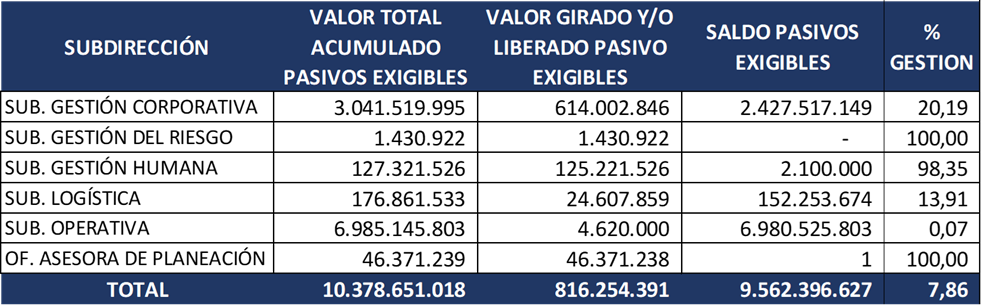 SUBDIRECCIÓN VALOR TOTAL ACUMULADO PASIVOS EXIGIBLES VALOR GIRADO Y/O LIBERADO PASIVO EXIGIBLES SALDO PASIVOS EXIGIBLES % GESTION
SUB. GESTIÓN CORPORATIVA 3.041.519.995 614.002.846 2.427.517.149 20,19
SUB. GESTIÓN DEL RIESGO 1.430.922 1.430.922 - 100,00
SUB. GESTIÓN HUMANA 127.321.526 125.221.526 2.100.000 98,35
SUB. LOGÍSTICA 176.861.533 24.607.859 152.253.674 13,91
SUB. OPERATIVA 6.985.145.803 4.620.000 6.980.525.803 0,07
OF. ASESORA DE PLANEACIÓN 46.371.239 46.371.238 1 100,00
TOTAL 10.378.651.018 816.254.391 9.562.396.627 7,86